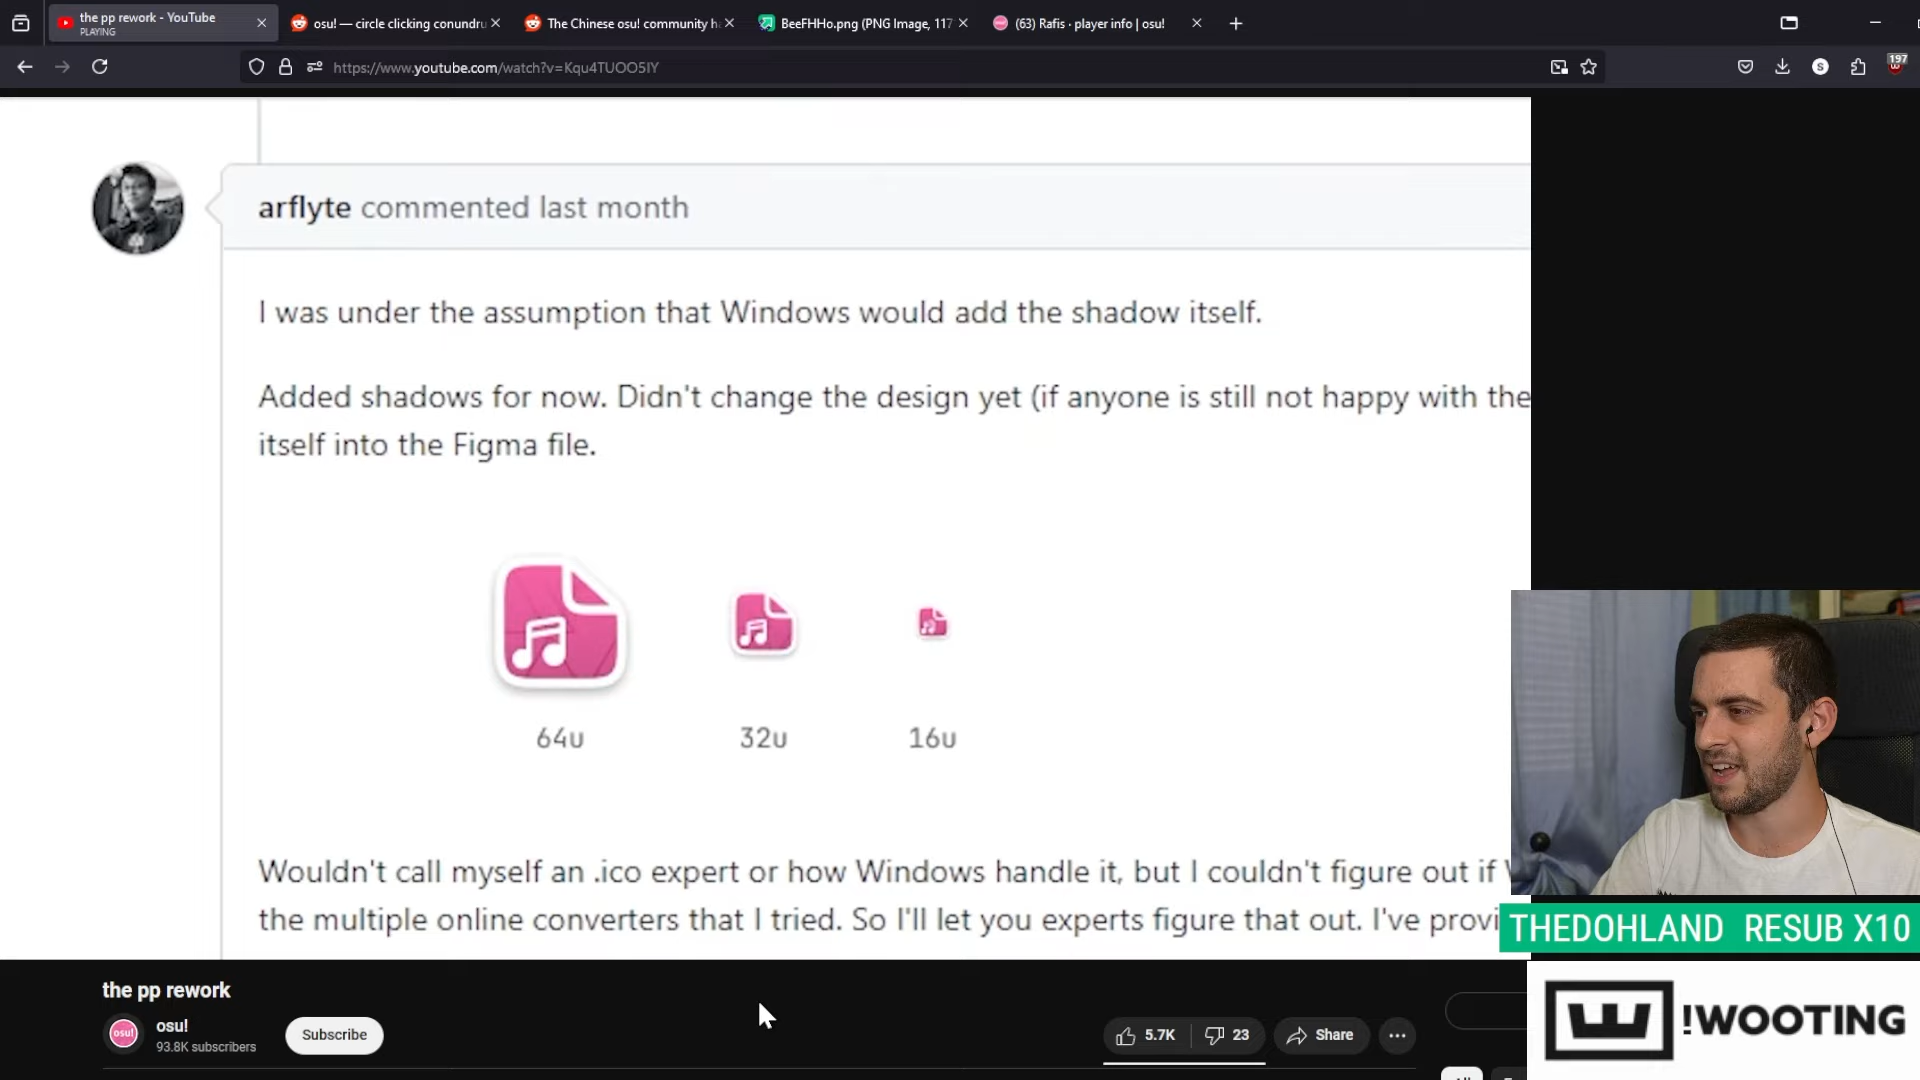 the pp rework - YouTube
PLAYING
osu! — circle clicking conundru
The Chinese osu! community h
BeeFHHo.png (PNG Image, 117
(63) Rafis · player info | osu!
https://www.youtube.com/watch?v=Kqu4TUOO5IY
S
197
arflyte commented last month
I was under the assumption that Windows would add the shadow itself.
Added shadows for now. Didn't change the design yet (if anyone is still not happy with the
itself into the Figma file.
64u
32u
16u
Wouldn't call myself an .ico expert or how Windows handle it, but I couldn't figure out if
the multiple online converters that I tried. So I'll let you experts figure that out. I've provi
THEDOHLAND RESUB X10
the pp rework
osu!
osu!
93.8K subscribers
Subscribe
5.7K
23
Share
!WOOTING